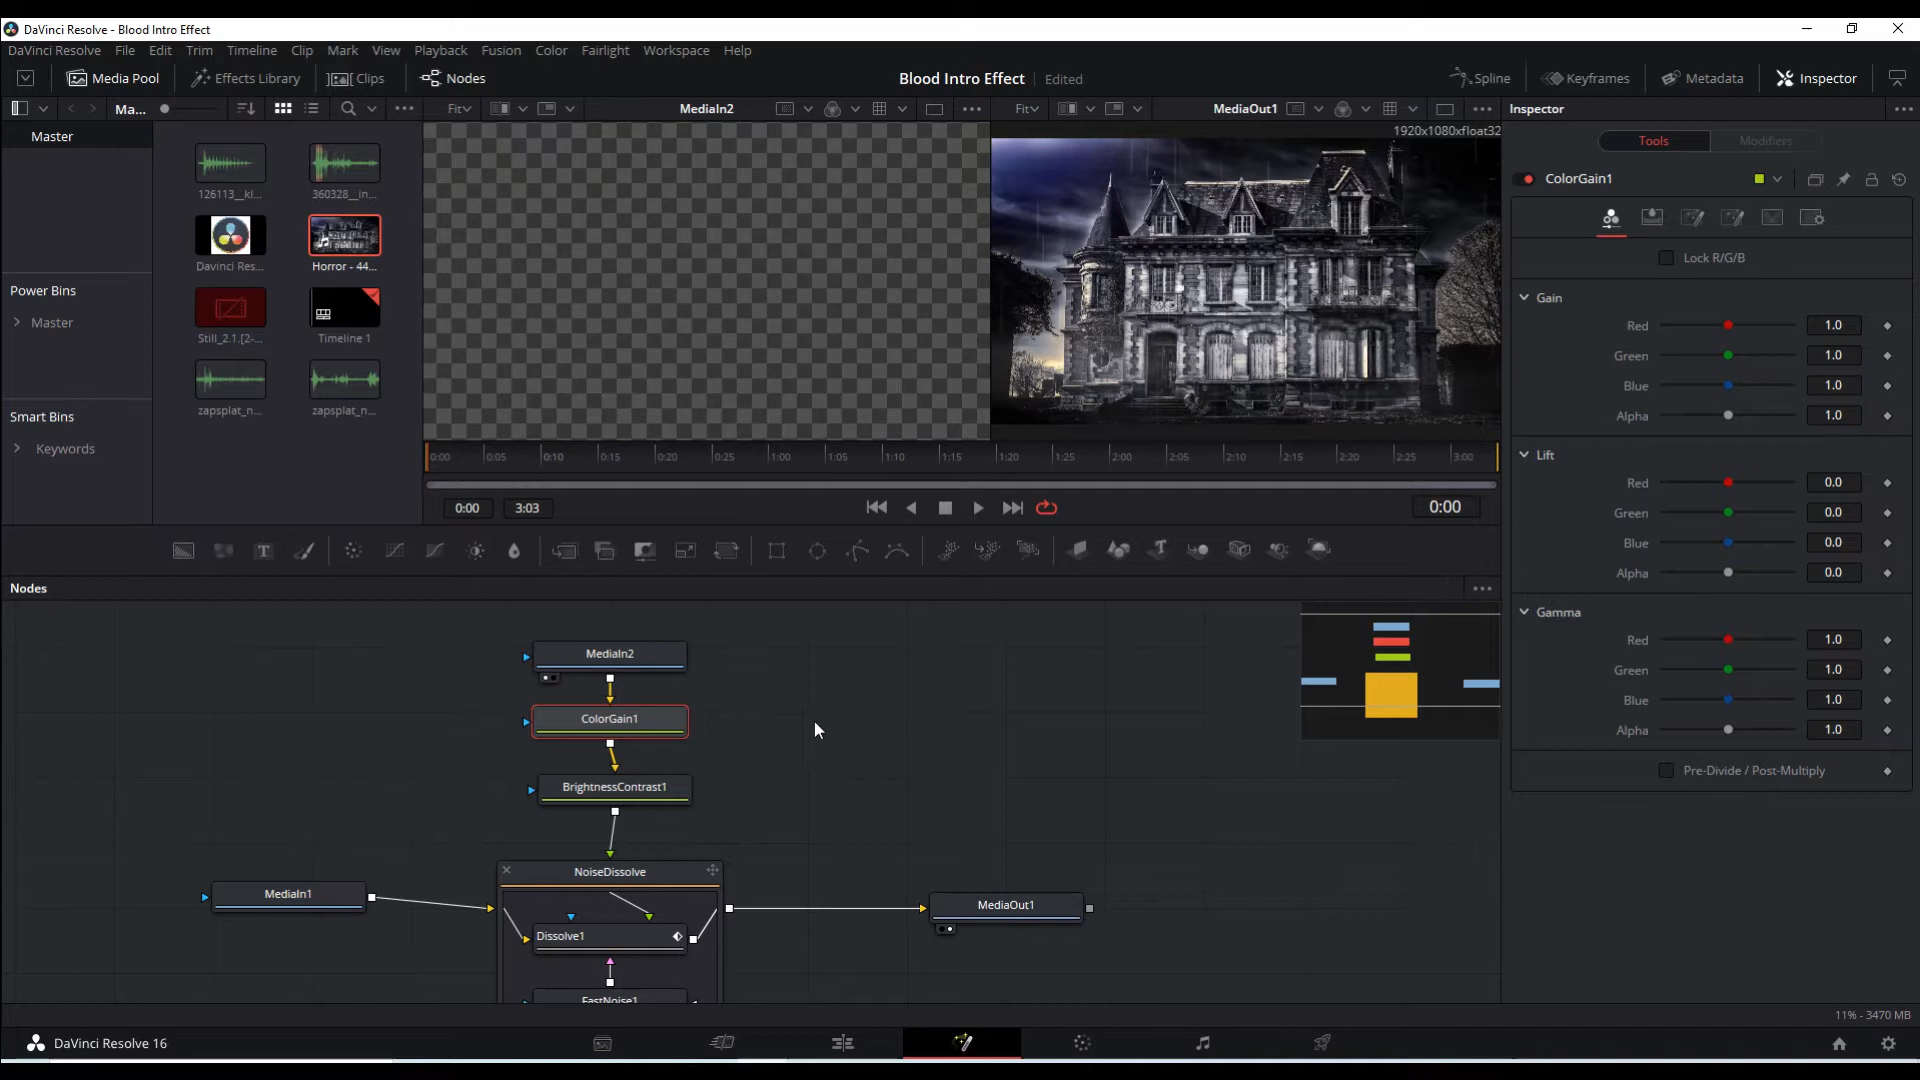 DaVinci Resolve - Blood Intro Effect
DaVinci Resolve File Edit Trim Timeline Clip Mark View Playback Fusion Color Fairlight Workspace Help
Media Pool Effects Library Clips Nodes Blood Intro Effect Edited Spline Keyframes Metadata Inspector
Ma... Fit MediaIn2 Fit MediaOut1 Inspector
Master
1920x1080xfloat32
Tools Modifiers
126113__kl... 360328__in...
ColorGain1
Davinci Res... Horror - 44...
Lock R/G/B
Power Bins
Master
Still_2.1.[2-... Timeline 1
Gain
Red 1.0
Green 1.0
Blue 1.0
Alpha 1.0
zapsplat_n... zapsplat_n...
Smart Bins
Keywords
0:00 0:05 0:10 0:15 0:20 0:25 1:00 1:05 1:10 1:15 1:20 1:25 2:00 2:05 2:10 2:15 2:20 2:25 3:00
Lift
Red 0.0
Green 0.0
Blue 0.0
Alpha 0.0
0:00 3:03 0:00
T T
Nodes
Gamma
Red 1.0
Green 1.0
Blue 1.0
Alpha 1.0
Pre-Divide / Post-Multiply
MediaIn2
ColorGain1
BrightnessContrast1
NoiseDissolve
MediaIn1
MediaOut1
Dissolve1
FastNoise1
11% - 3470 MB
DaVinci Resolve 16